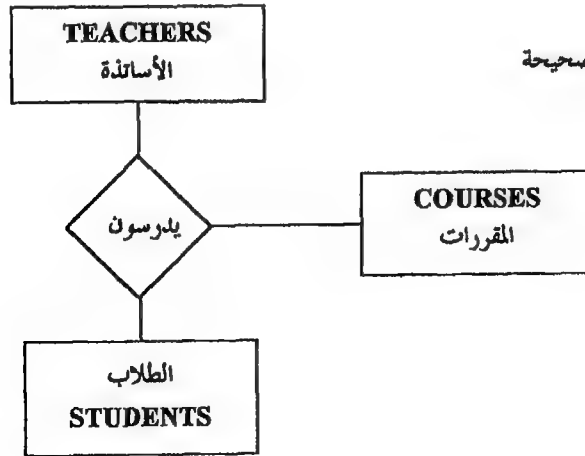 TEACHERS
الأساتذة
صحيحة
يدرسون
COURSES
المقررات
الطلاب
STUDENTS